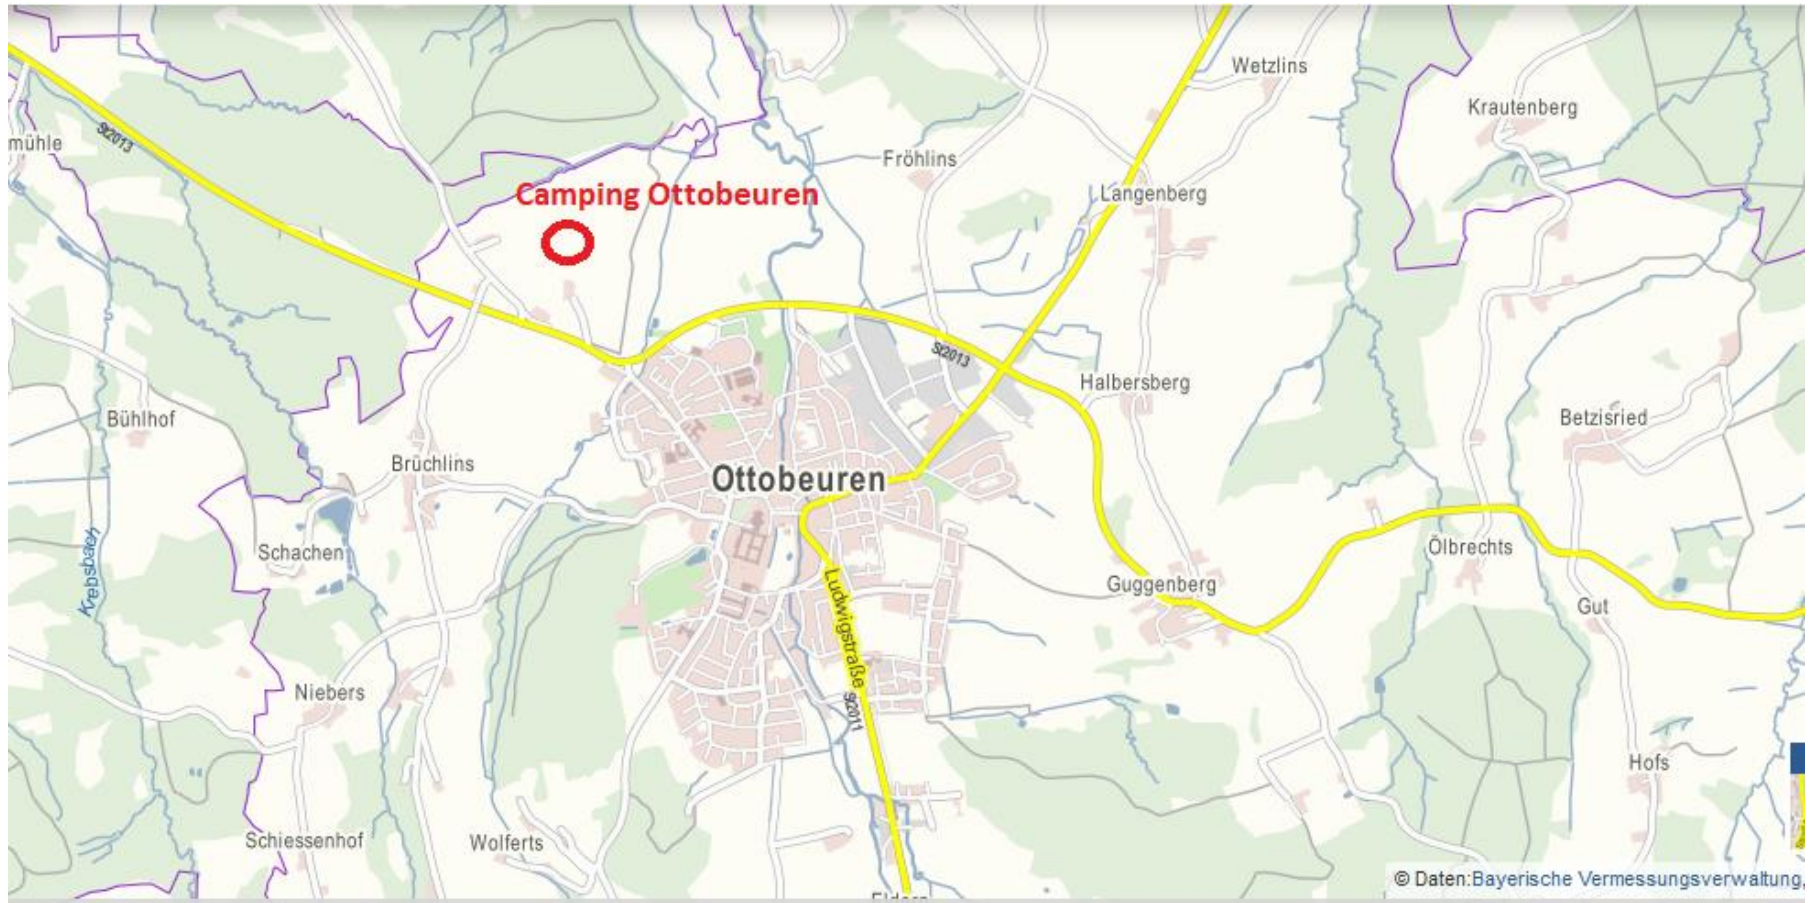 Wetzlins
Krautenberg
St2013
mühle
Fröhlins
Camping Ottobeuren
Langenberg
St2013
Halbersberg
Bühlhof
Betzisried
Brüchlins
Ottobeuren
Schachen
Ölbrechts
Krebsbach
Guggenberg
Gut
Ludwigstraße
Niebers
St2011
Hofs
Schiessenhof
Wolferts
© Daten:Bayerische Vermessungsverwaltung,